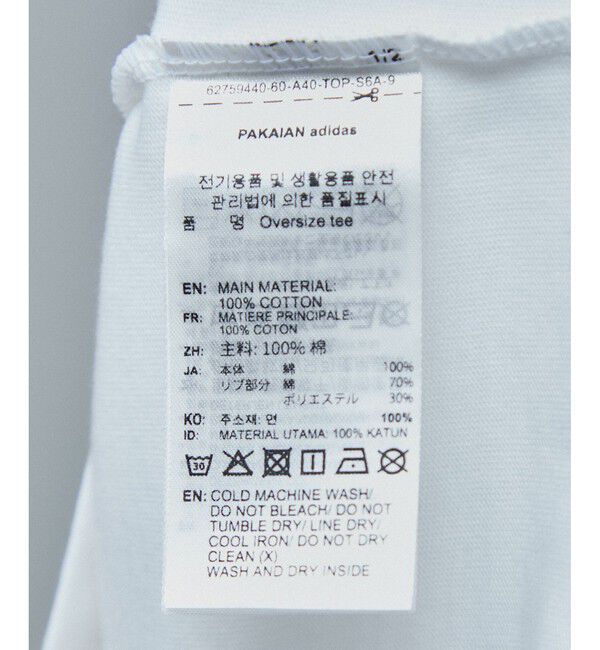 1/2
62759440-60-A40-TOP-S6A-9
PAKAIAN adidas
전기용품 및 생활용품 안전
관리법에 의한 품질표시
품 명 Oversize tee
EN: MAIN MATERIAL:
100% COTTON
FR: MATIERE PRINCIPALE:
100% COTON
ZH: 主料: 100% 棉
JA: 本体 綿 100%
リブ部分 綿 70%
ポリエステル 30%
KO: 주소재: 면 100%
ID: MATERIAL UTAMA: 100% KATUN
30
EN: COLD MACHINE WASH/
DO NOT BLEACH/ DO NOT
TUMBLE DRY/ LINE DRY/
COOL IRON/ DO NOT DRY
CLEAN (X)
WASH AND DRY INSIDE